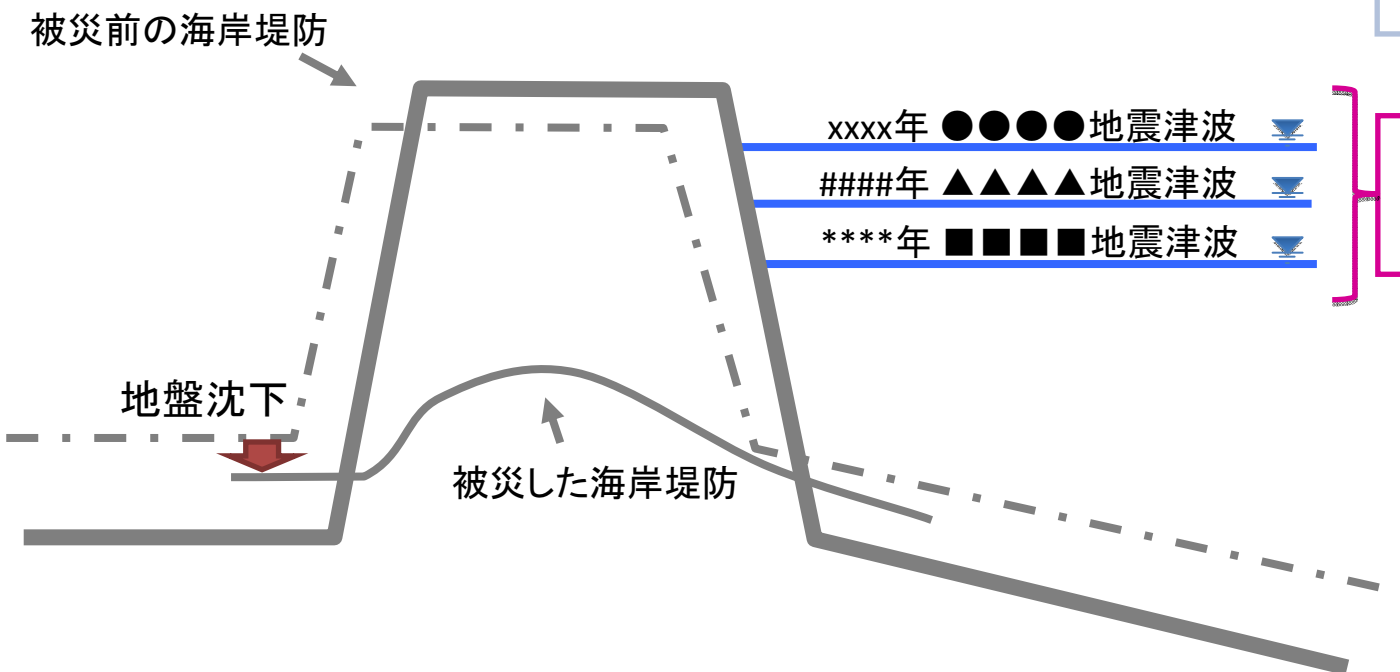 被災前の海岸堤防
xxxx年 ●●●●地震津波
####年 ▲▲▲▲地震津波
****年 ■■■■地震津波
地盤沈下
被災した海岸堤防